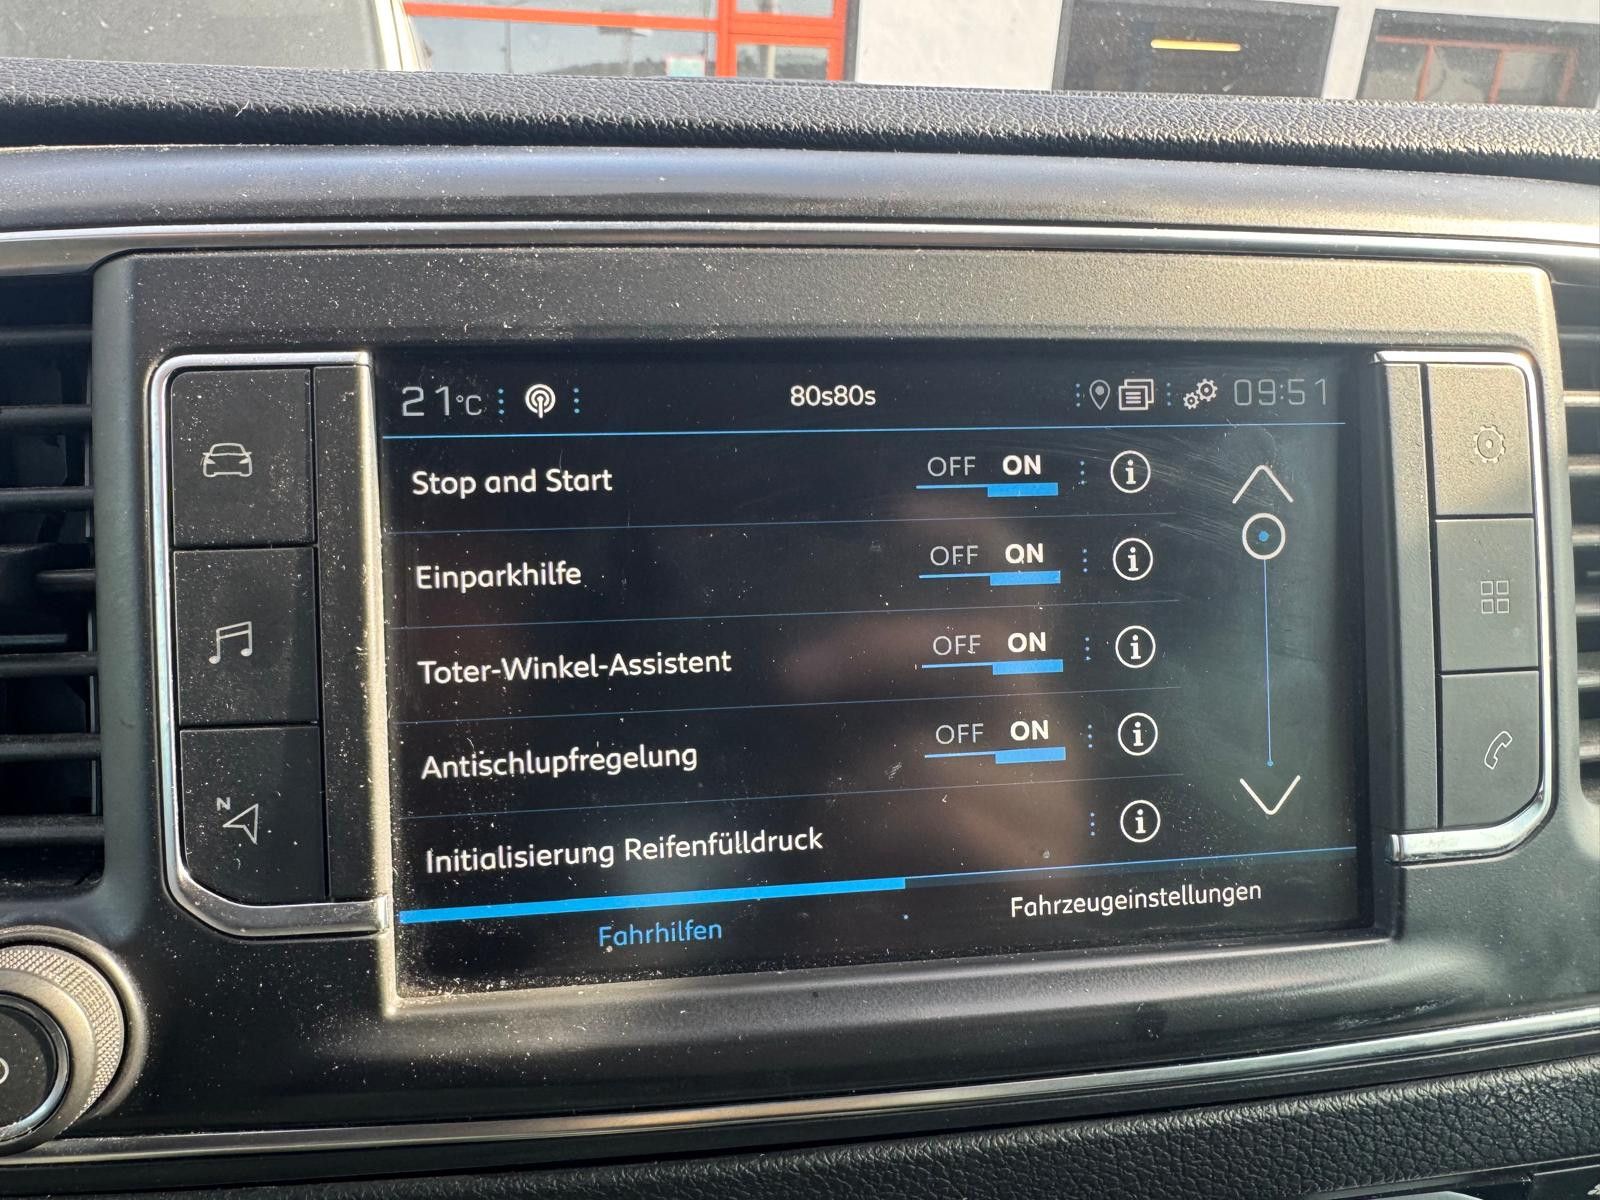 21°C 80s80s 09:51
Stop and Start OFF ON i
Einparkhilfe OFF ON i
Toter-Winkel-Assistent OFF ON i
Antischlupfregelung OFF ON i
Initialisierung Reifenfülldruck i
Fahrhilfen Fahrzeugeinstellungen
N